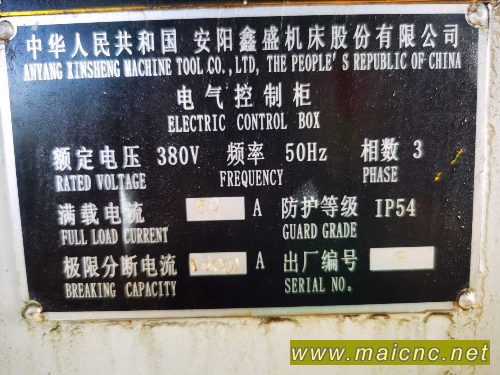 中华人民共和国 安阳鑫盛机床股份有限公司
ANYANG XINSHENG MACHINE TOOL CO., LTD, THE PEOPLE'S REPUBLIC OF CHINA
电气控制柜
ELECTRIC CONTROL BOX
额定电压 380V 频率 50Hz 相数 3
RATED VOLTAGE FREQUENCY PHASE
满载电流 A 防护等级 IP54
FULL LOAD CURRENT GUARD GRADE
极限分断电流 A 出厂编号
BREAKING CAPACITY SERIAL NO.
www.maicnc.net